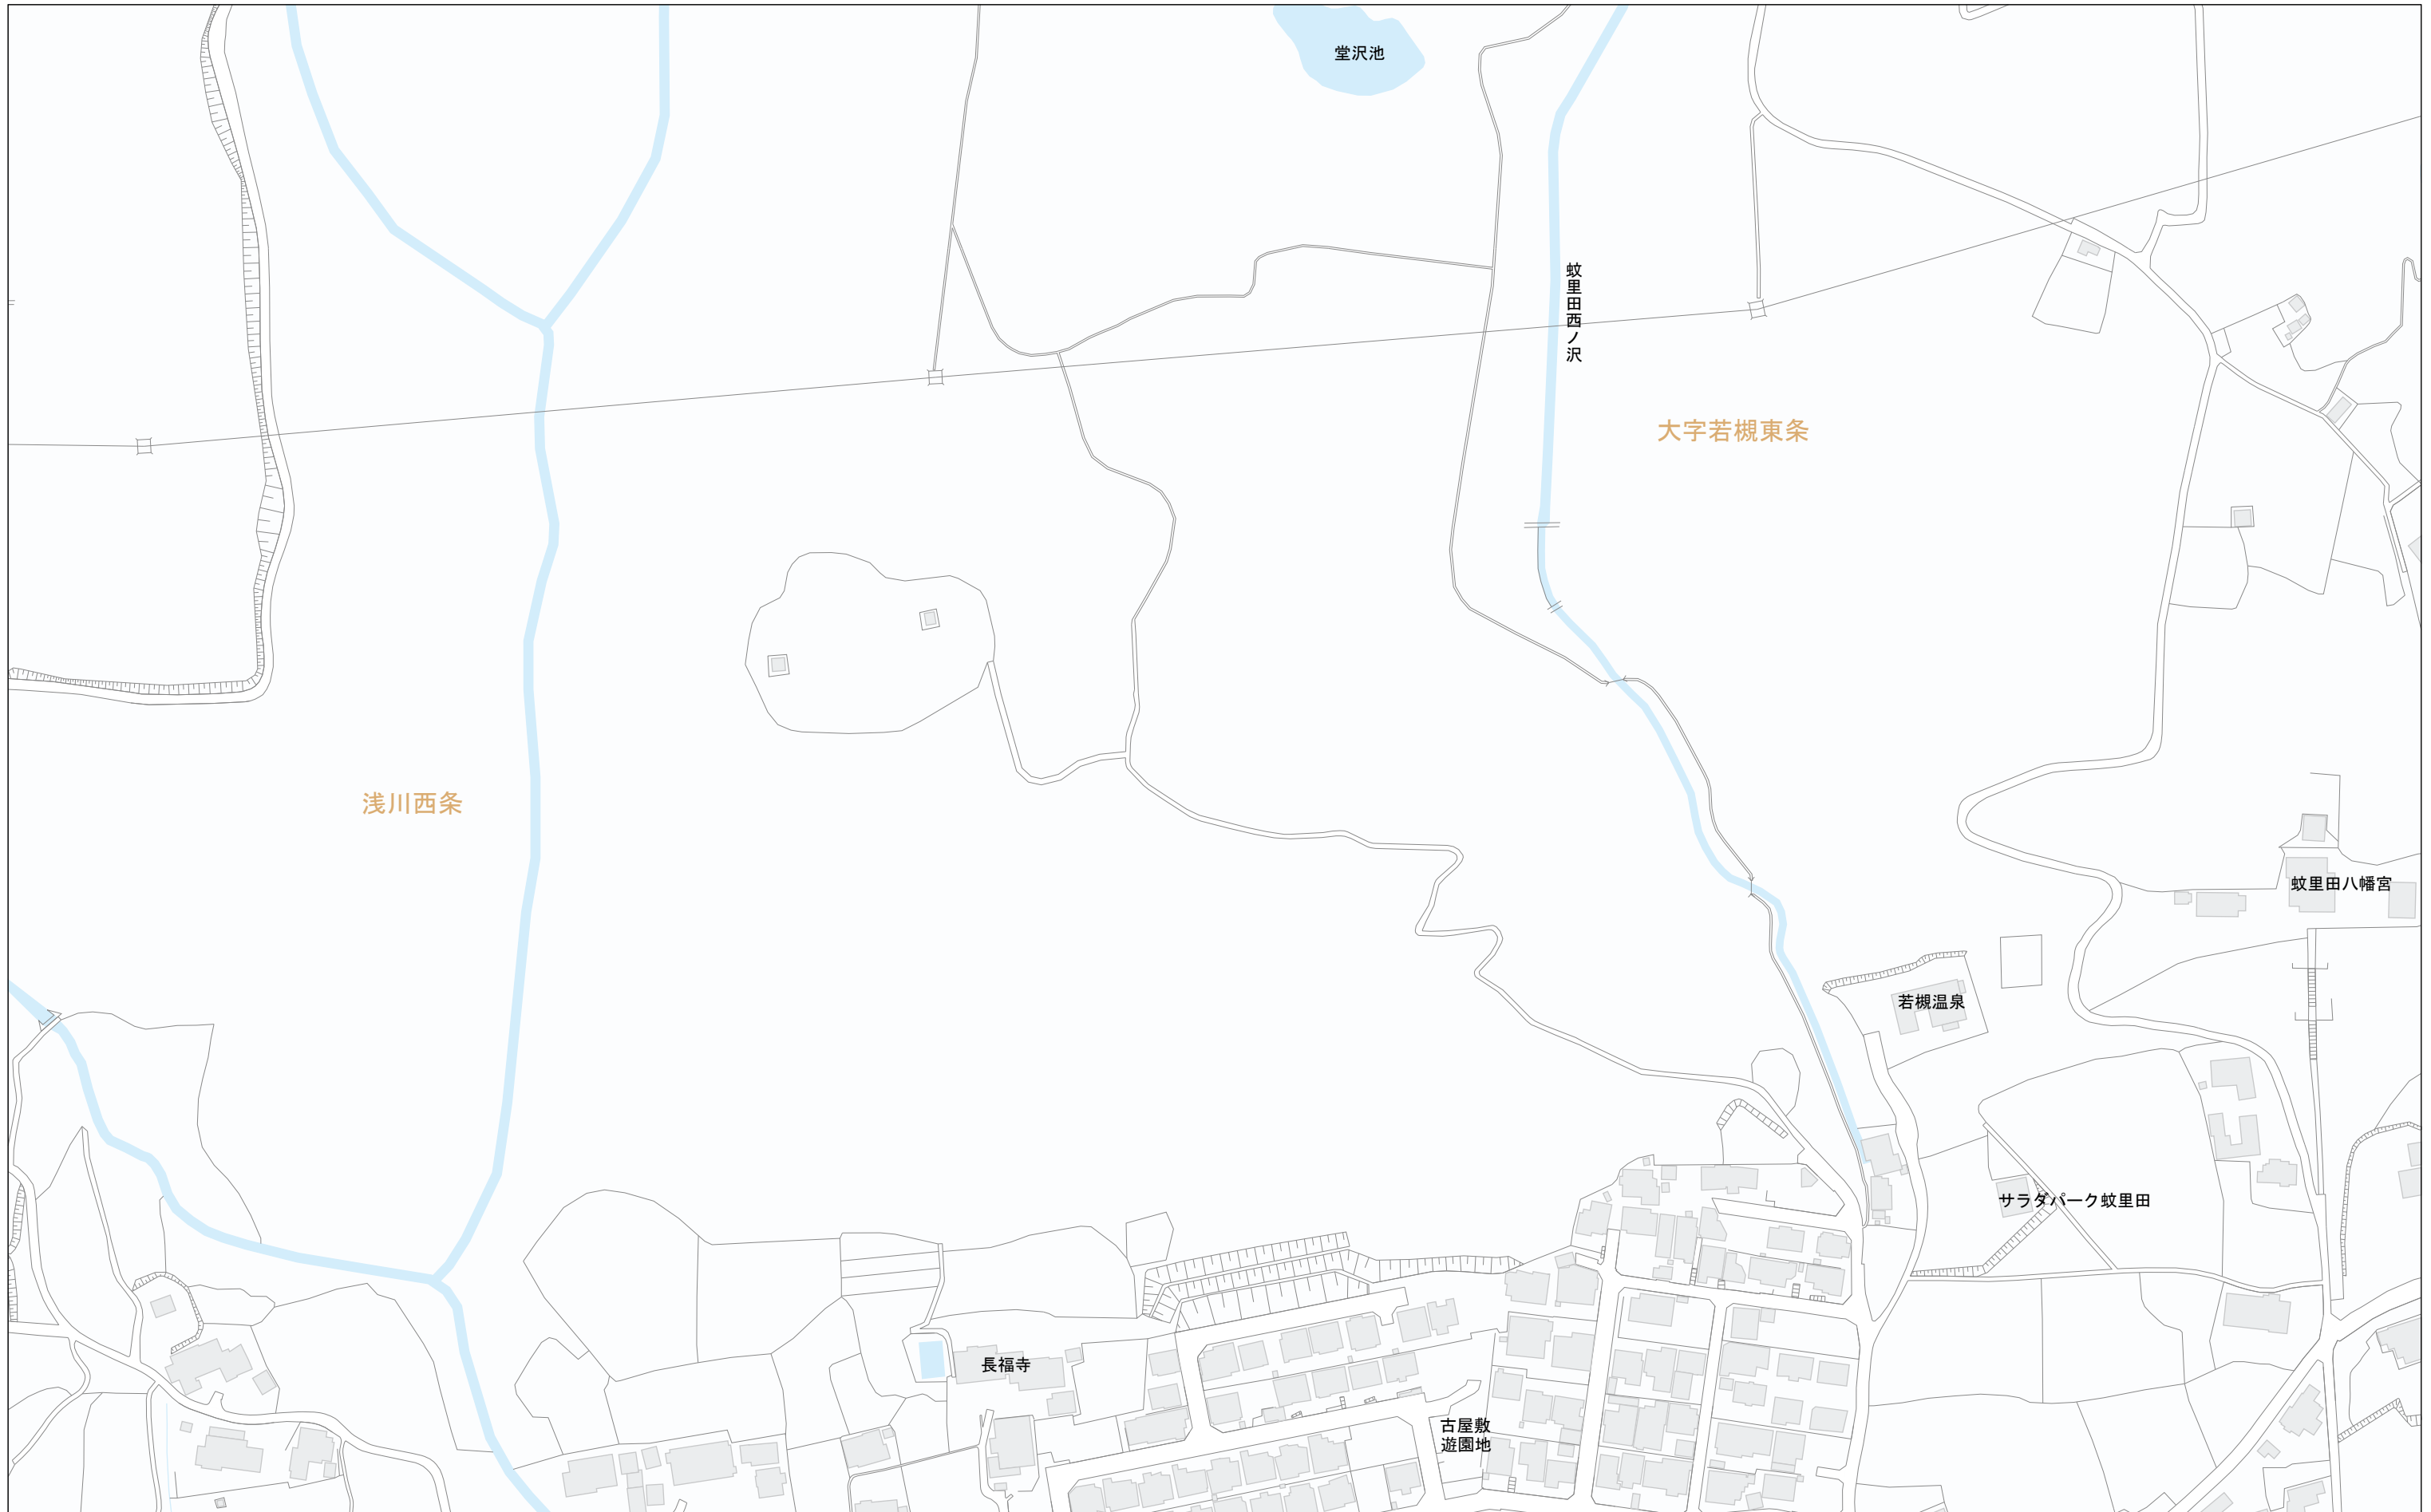 堂沢池
蚊里田西ノ沢
大字若槻東条
浅川西条
蚊里田八幡宮
若槻温泉
サラダパーク蚊里田
長福寺
古屋敷
遊園地